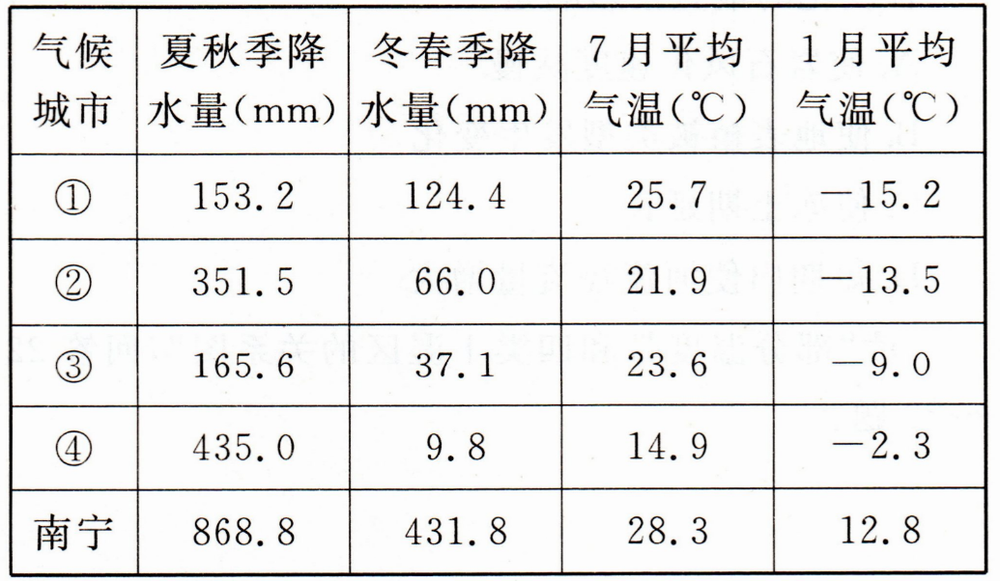 气候 夏秋季降 冬春季降 7月平均 1月平均
城市 水量(mm) 水量(mm) 气温(℃) 气温(℃)
① 153.2 124.4 25.7 −15.2
② 351.5 66.0 21.9 −13.5
③ 165.6 37.1 23.6 −9.0
④ 435.0 9.8 14.9 −2.3
南宁 868.8 431.8 28.3 12.8